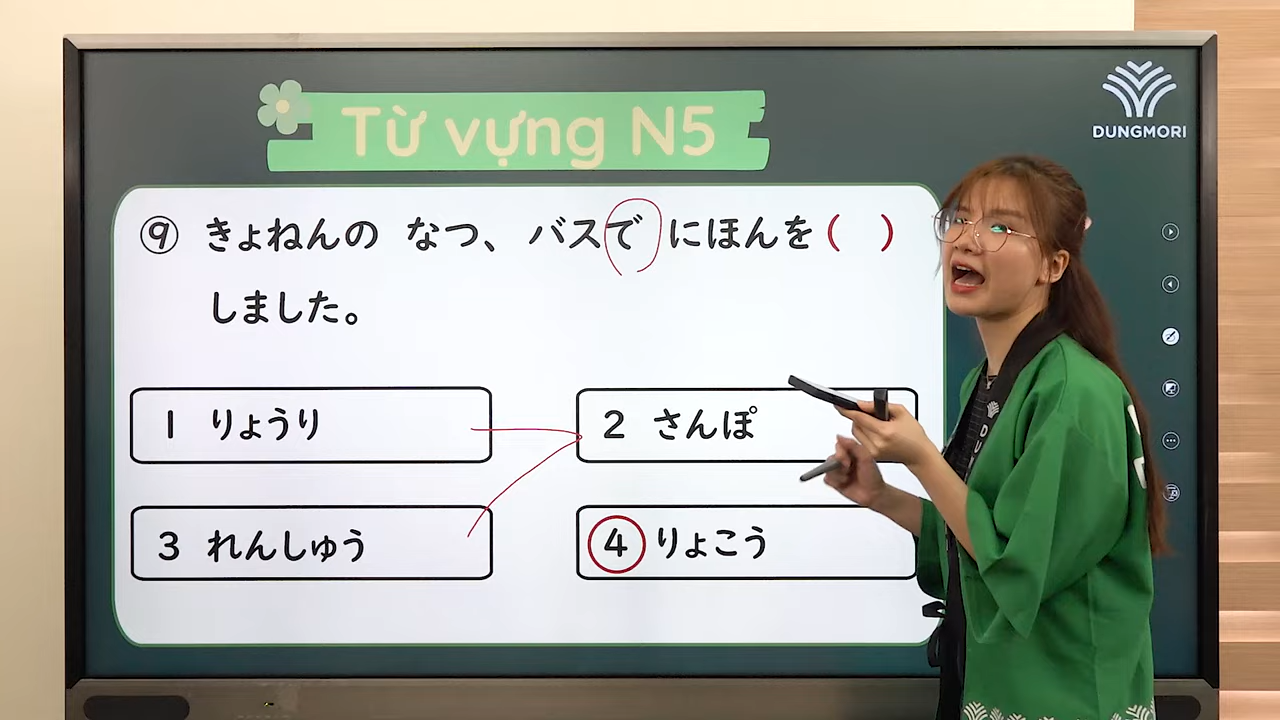 Từ vựng N5
DUNGMORI
⑨ きょねんの なつ、バスで にほんを( )
しました。
1 りょうり
2 さんぽ
3 れんしゅう
4 りょこう